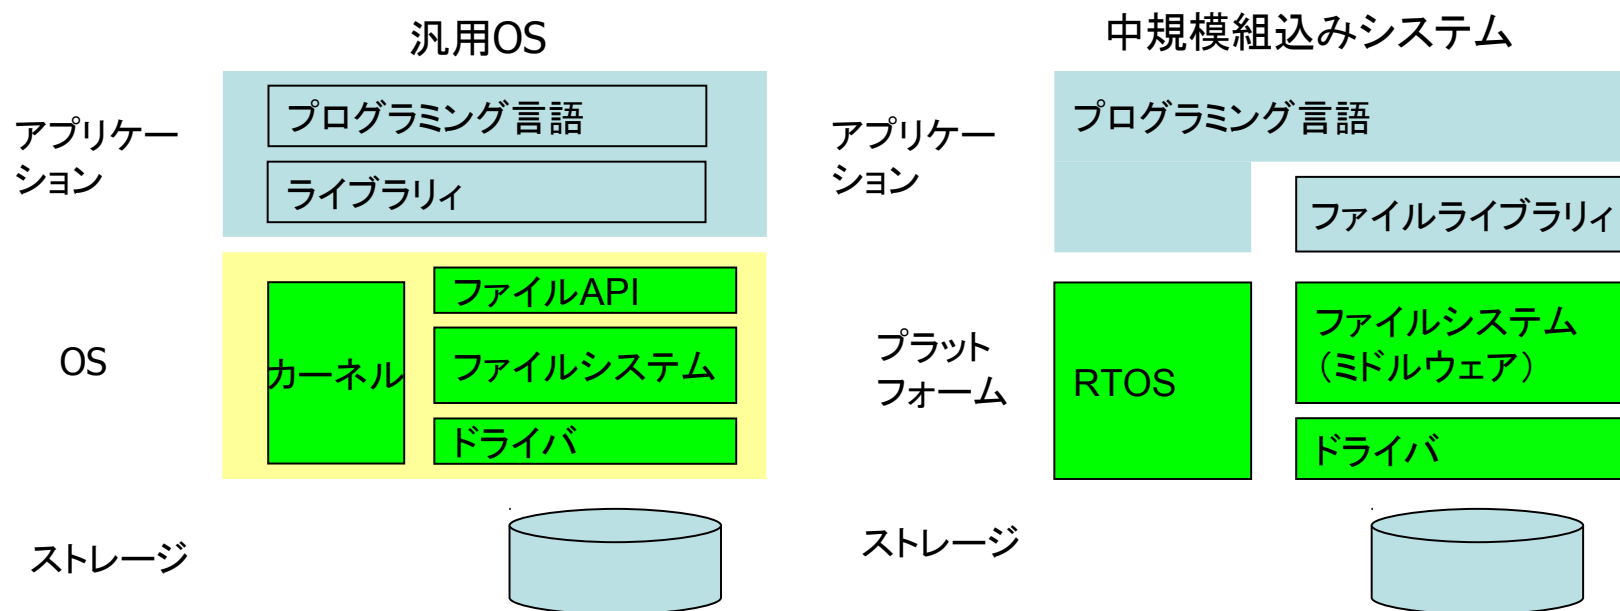 汎用OS
アプリケー
ション
プログラミング言語
ライブラリィ
OS
カーネル
ファイルAPI
ファイルシステム
ドライバ
ストレージ
中規模組込みシステム
アプリケー
ション
プログラミング言語
ファイルライブラリィ
プラット
フォーム
RTOS
ファイルシステム
（ミドルウェア）
ドライバ
ストレージ